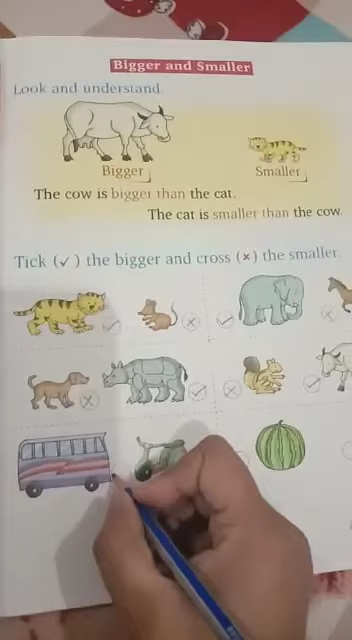 Bigger and Smaller
Look and understand.
Bigger
Smaller
The cow is bigger than the cat.
The cat is smaller than the cow.
Tick (✓) the bigger and cross (×) the smaller.